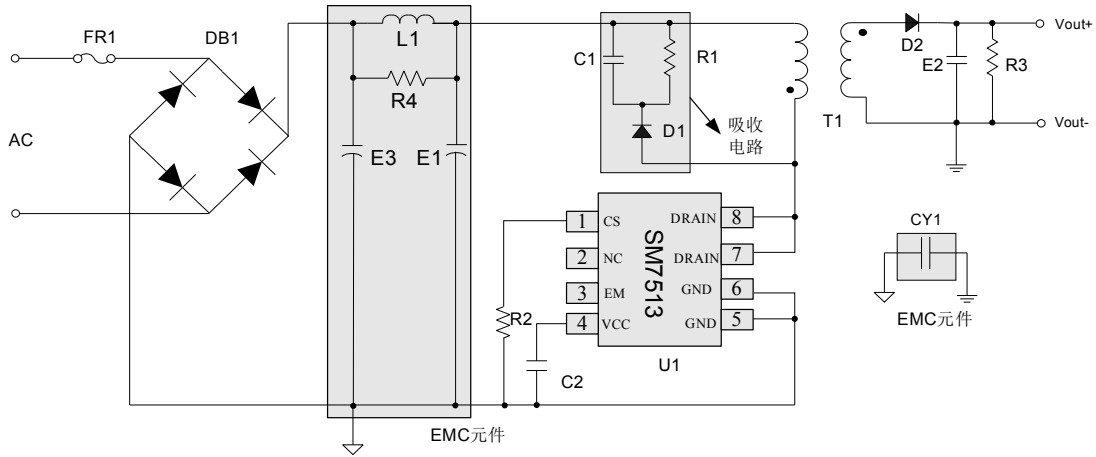 FR1
DB1
L1
R4
AC
E3
E1
EMC元件
C1
R1
D1
吸收
电路
T1
D2
E2
R3
Vout+
Vout-
1
CS
2
NC
3
EM
4
VCC
SM7513
DRAIN
8
DRAIN
7
GND
6
GND
5
U1
R2
C2
CY1
EMC元件